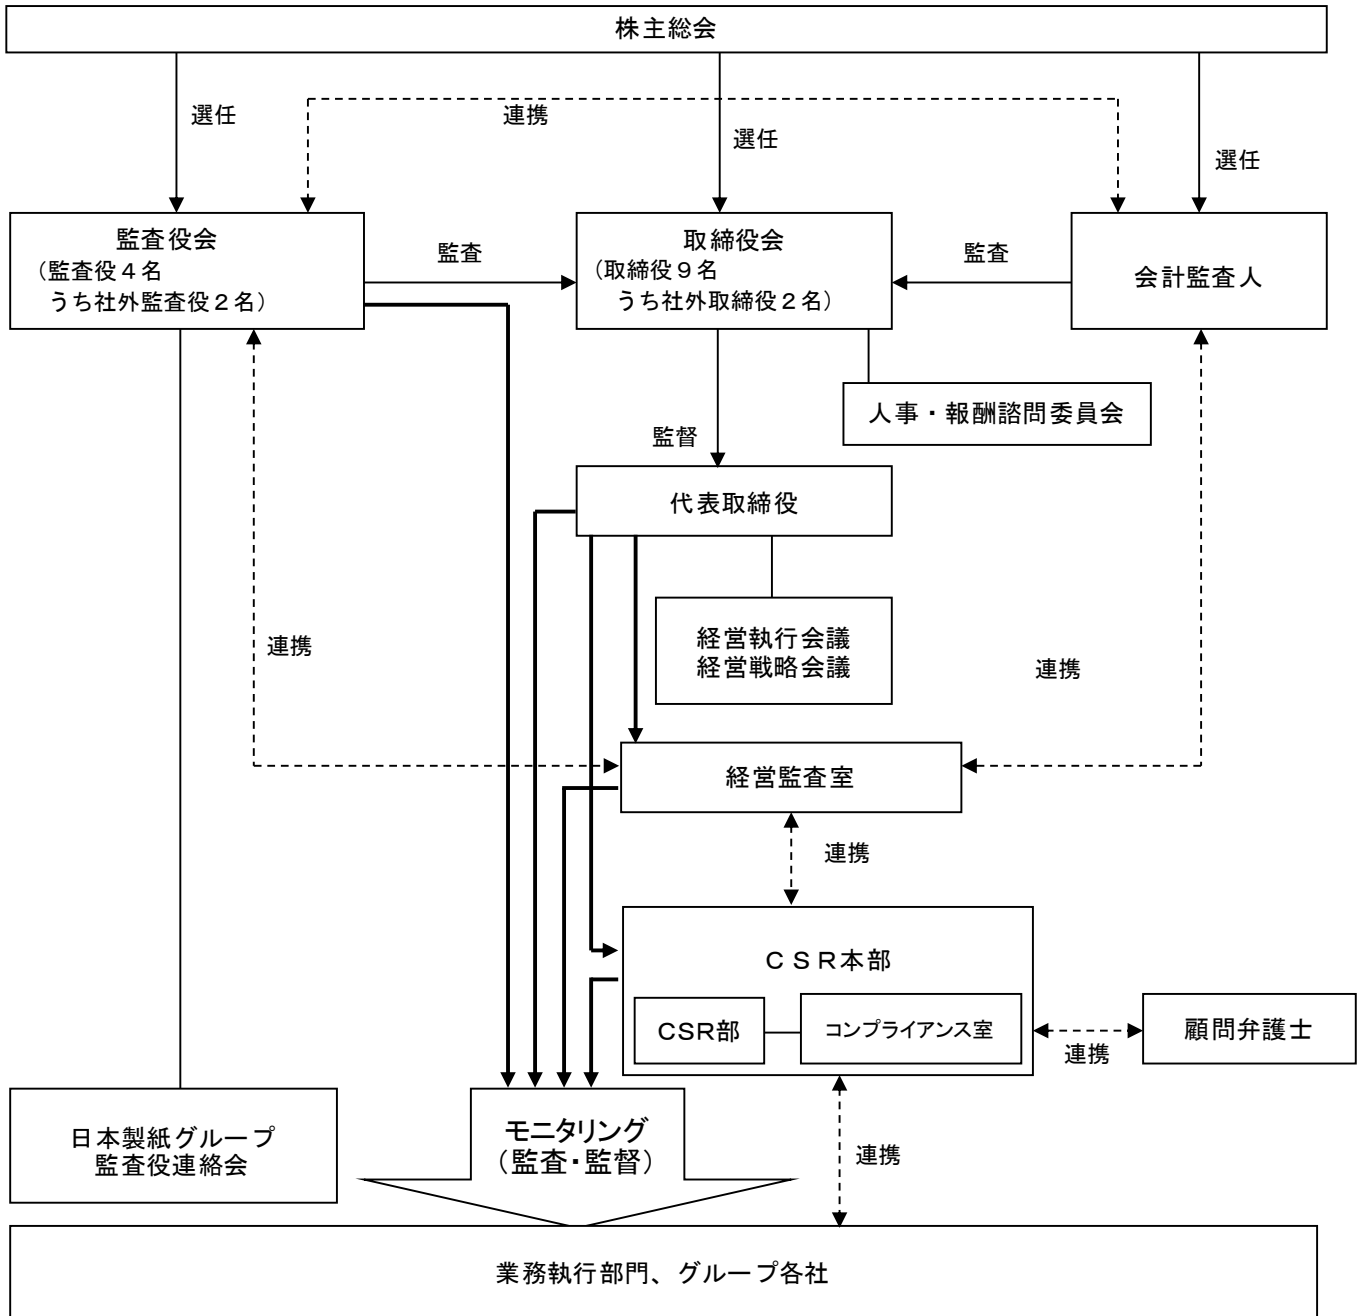 株主総会
選任
連携
選任
選任
監査役会
（監査役４名
うち社外監査役２名）
監査
取締役会
（取締役９名
うち社外取締役２名）
監査
会計監査人
人事・報酬諮問委員会
監督
代表取締役
経営執行会議
経営戦略会議
連携
連携
経営監査室
連携
ＣＳＲ本部
CSR部
コンプライアンス室
連携
顧問弁護士
日本製紙グループ
監査役連絡会
モニタリング
（監査・監督）
連携
業務執行部門、グループ各社